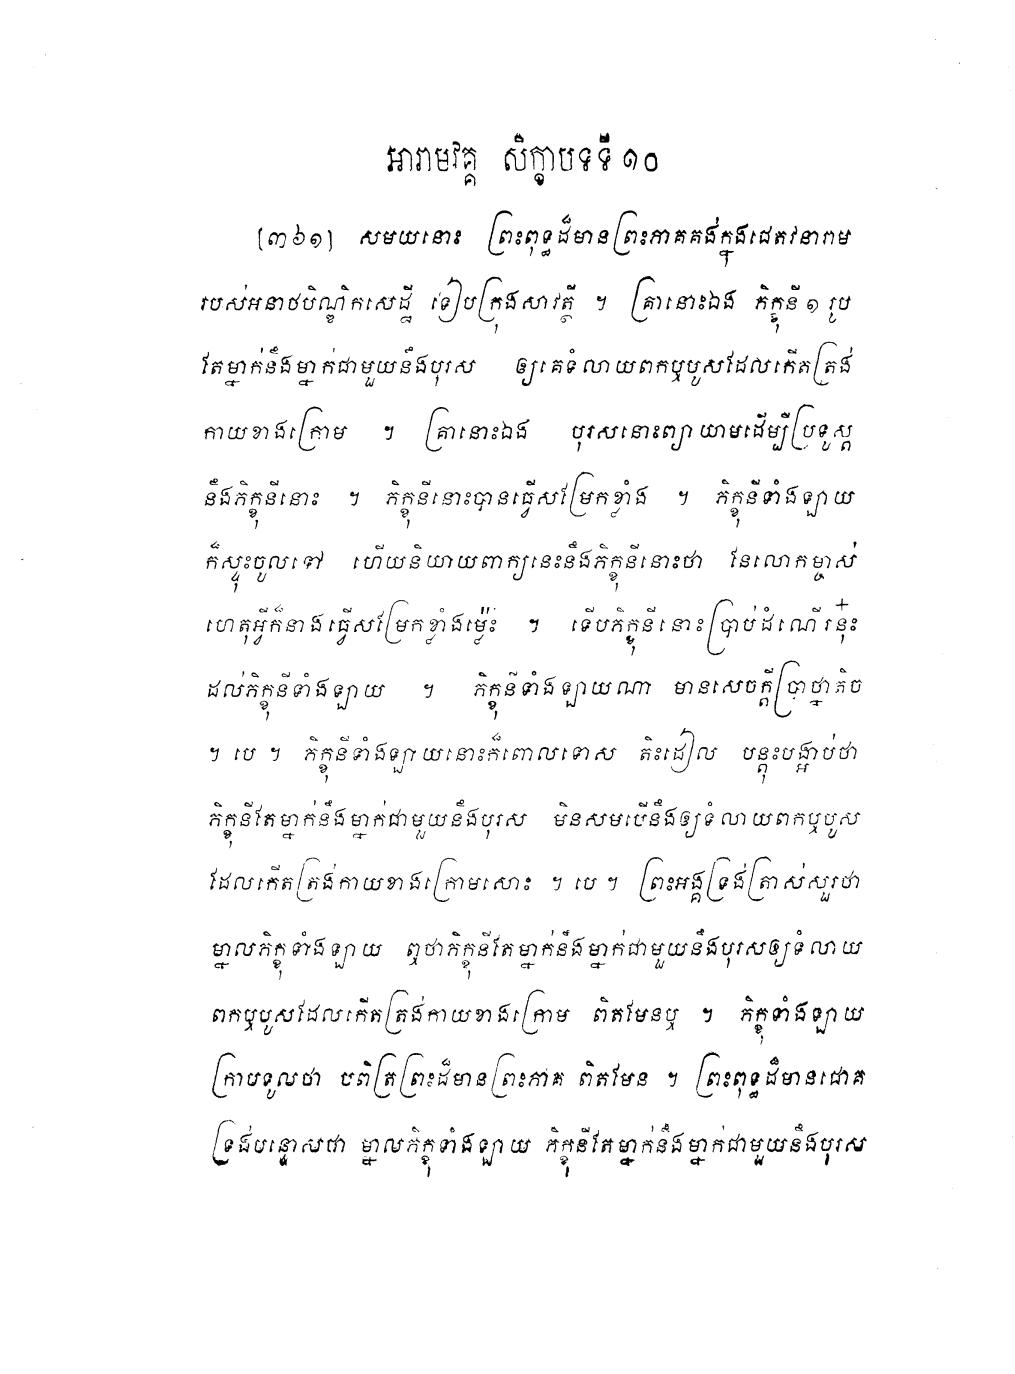 អារាមវគ្គ សិក្ខាបទទី១០
[៣៦១] សមយនោះ ព្រះពុទ្ធដ៏មានព្រះភាគគង់ក្នុងជេតវនារាម
របស់អនាថបិណ្ឌិកសេដ្ឋី ទៀបក្រុងសាវត្ថី ។ គ្រានោះឯង ភិក្ខុនី១ រូប
តែម្នាក់នឹងម្នាក់ជាមួយនឹងបុរស ឲ្យគេទំលាយពកឬបូសដែលកើតត្រង់
កាយខាងក្រោម ។ គ្រានោះឯង បុរសនោះព្យាយាមដើម្បីប្រទូស្ត
នឹងភិក្ខុនីនោះ ។ ភិក្ខុនីនោះបានធ្វើសម្រែកខ្លាំង ។ ភិក្ខុនីទាំងឡាយ
ក៏ស្ទុះចូលទៅ ហើយនិយាយពាក្យនេះនឹងភិក្ខុនីនោះថា នែលោកម្ចាស់
ហេតុអ្វីក៏នាងធ្វើសម្រែកខ្លាំងម្ល៉េះ ។ ទើបភិក្ខុនីនោះប្រាប់ដំណើរនុ៎ះ
ដល់ភិក្ខុនីទាំងឡាយ ។ ភិក្ខុនីទាំងឡាយណា មានសេចក្តីប្រាថ្នាតិច
។ បេ ។ ភិក្ខុនីទាំងឡាយនោះក៏ពោលទោស តិះដៀល បន្តុះបង្អាប់ថា
ភិក្ខុនីតែម្នាក់នឹងម្នាក់ជាមួយនឹងបុរស មិនសមបើនឹងឲ្យទំលាយពកឬបូស
ដែលកើតត្រង់កាយខាងក្រោមសោះ ។ បេ ។ ព្រះអង្គទ្រង់ត្រាស់សួរថា
ម្នាលភិក្ខុទាំងឡាយ ឮថាភិក្ខុនីតែម្នាក់នឹងម្នាក់ជាមួយនឹងបុរសឲ្យទំលាយ
ពកឬបូសដែលកើតត្រង់កាយខាងក្រោម ពិតមែនឬ ។ ភិក្ខុទាំងឡាយ
ក្រាបទូលថា បពិត្រព្រះដ៏មានព្រះភាគ ពិតមែន ។ ព្រះពុទ្ធដ៏មានជោគ
ទ្រង់បន្ទោសថា ម្នាលភិក្ខុទាំងឡាយ ភិក្ខុនីតែម្នាក់នឹងម្នាក់ជាមួយនឹងបុរស